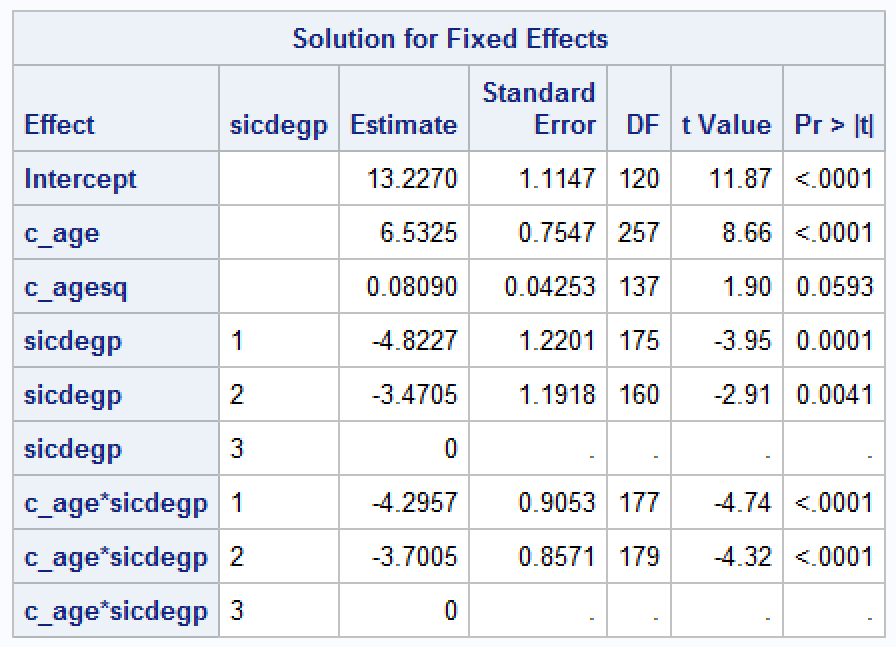 Solution for Fixed Effects
Effect sicdegp Estimate Standard Error DF t Value Pr > |t|
Intercept 13.2270 1.1147 120 11.87 <.0001
c_age 6.5325 0.7547 257 8.66 <.0001
c_agesq 0.08090 0.04253 137 1.90 0.0593
sicdegp 1 -4.8227 1.2201 175 -3.95 0.0001
sicdegp 2 -3.4705 1.1918 160 -2.91 0.0041
sicdegp 3 0 . . . .
c_age*sicdegp 1 -4.2957 0.9053 177 -4.74 <.0001
c_age*sicdegp 2 -3.7005 0.8571 179 -4.32 <.0001
c_age*sicdegp 3 0 . . . .